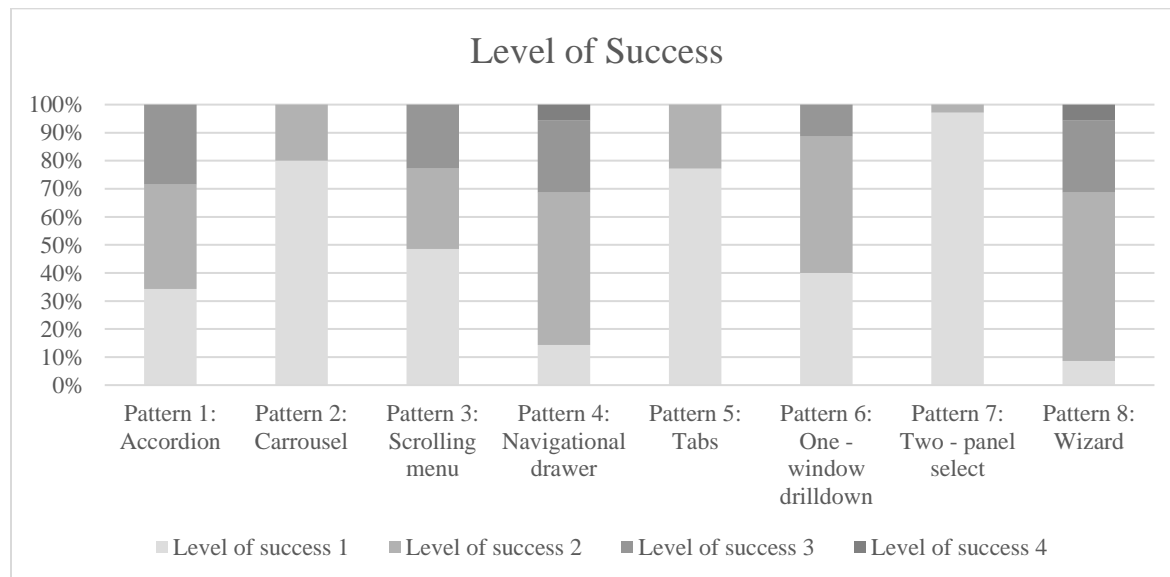 Level of Success
100%
90%
80%
70%
60%
50%
40%
30%
20%
10%
0%
Pattern 1:
Accordion
Pattern 2:
Carrousel
Pattern 3:
Scrolling
menu
Pattern 4:
Navigational
drawer
Pattern 5:
Tabs
Pattern 6:
One -
window
drilldown
Pattern 7:
Two - panel
select
Pattern 8:
Wizard
Level of success 1
Level of success 2
Level of success 3
Level of success 4